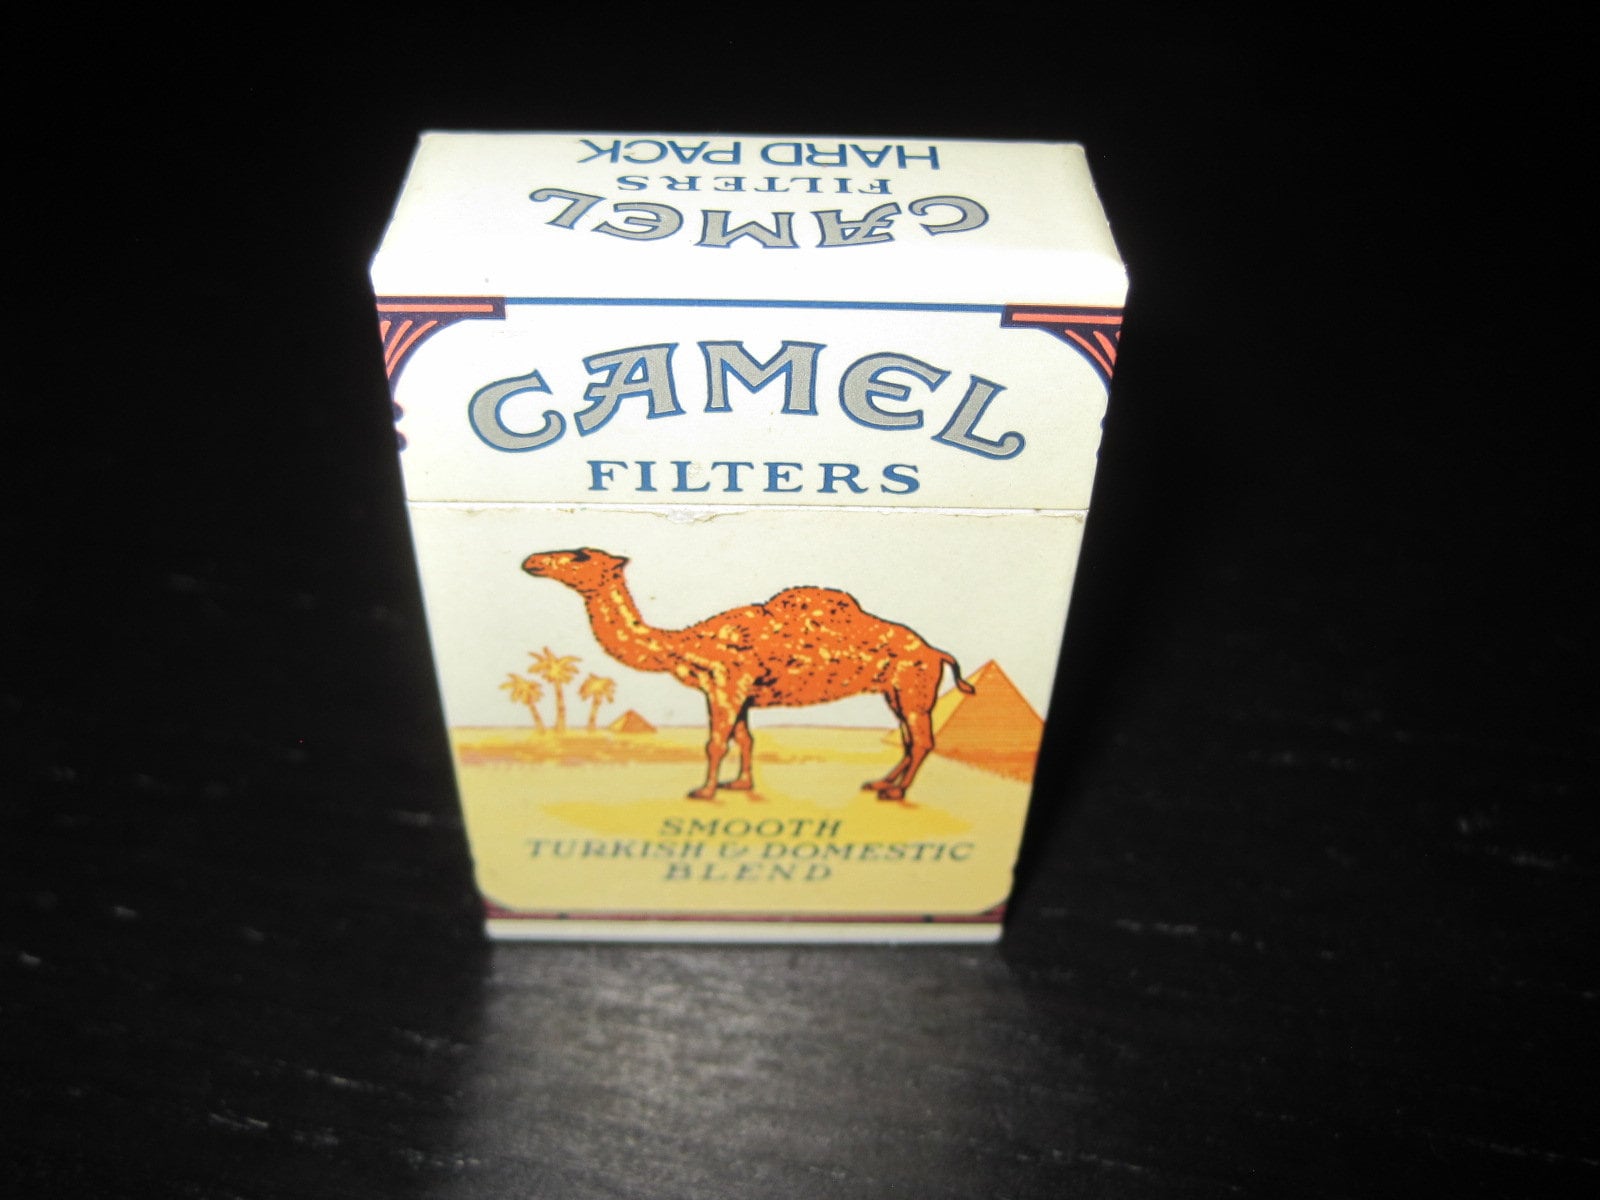 HARD PACK
FILTERS
CAMEL
CAMEL
FILTERS
SMOOTH
TURKISH & DOMESTIC
BLEND